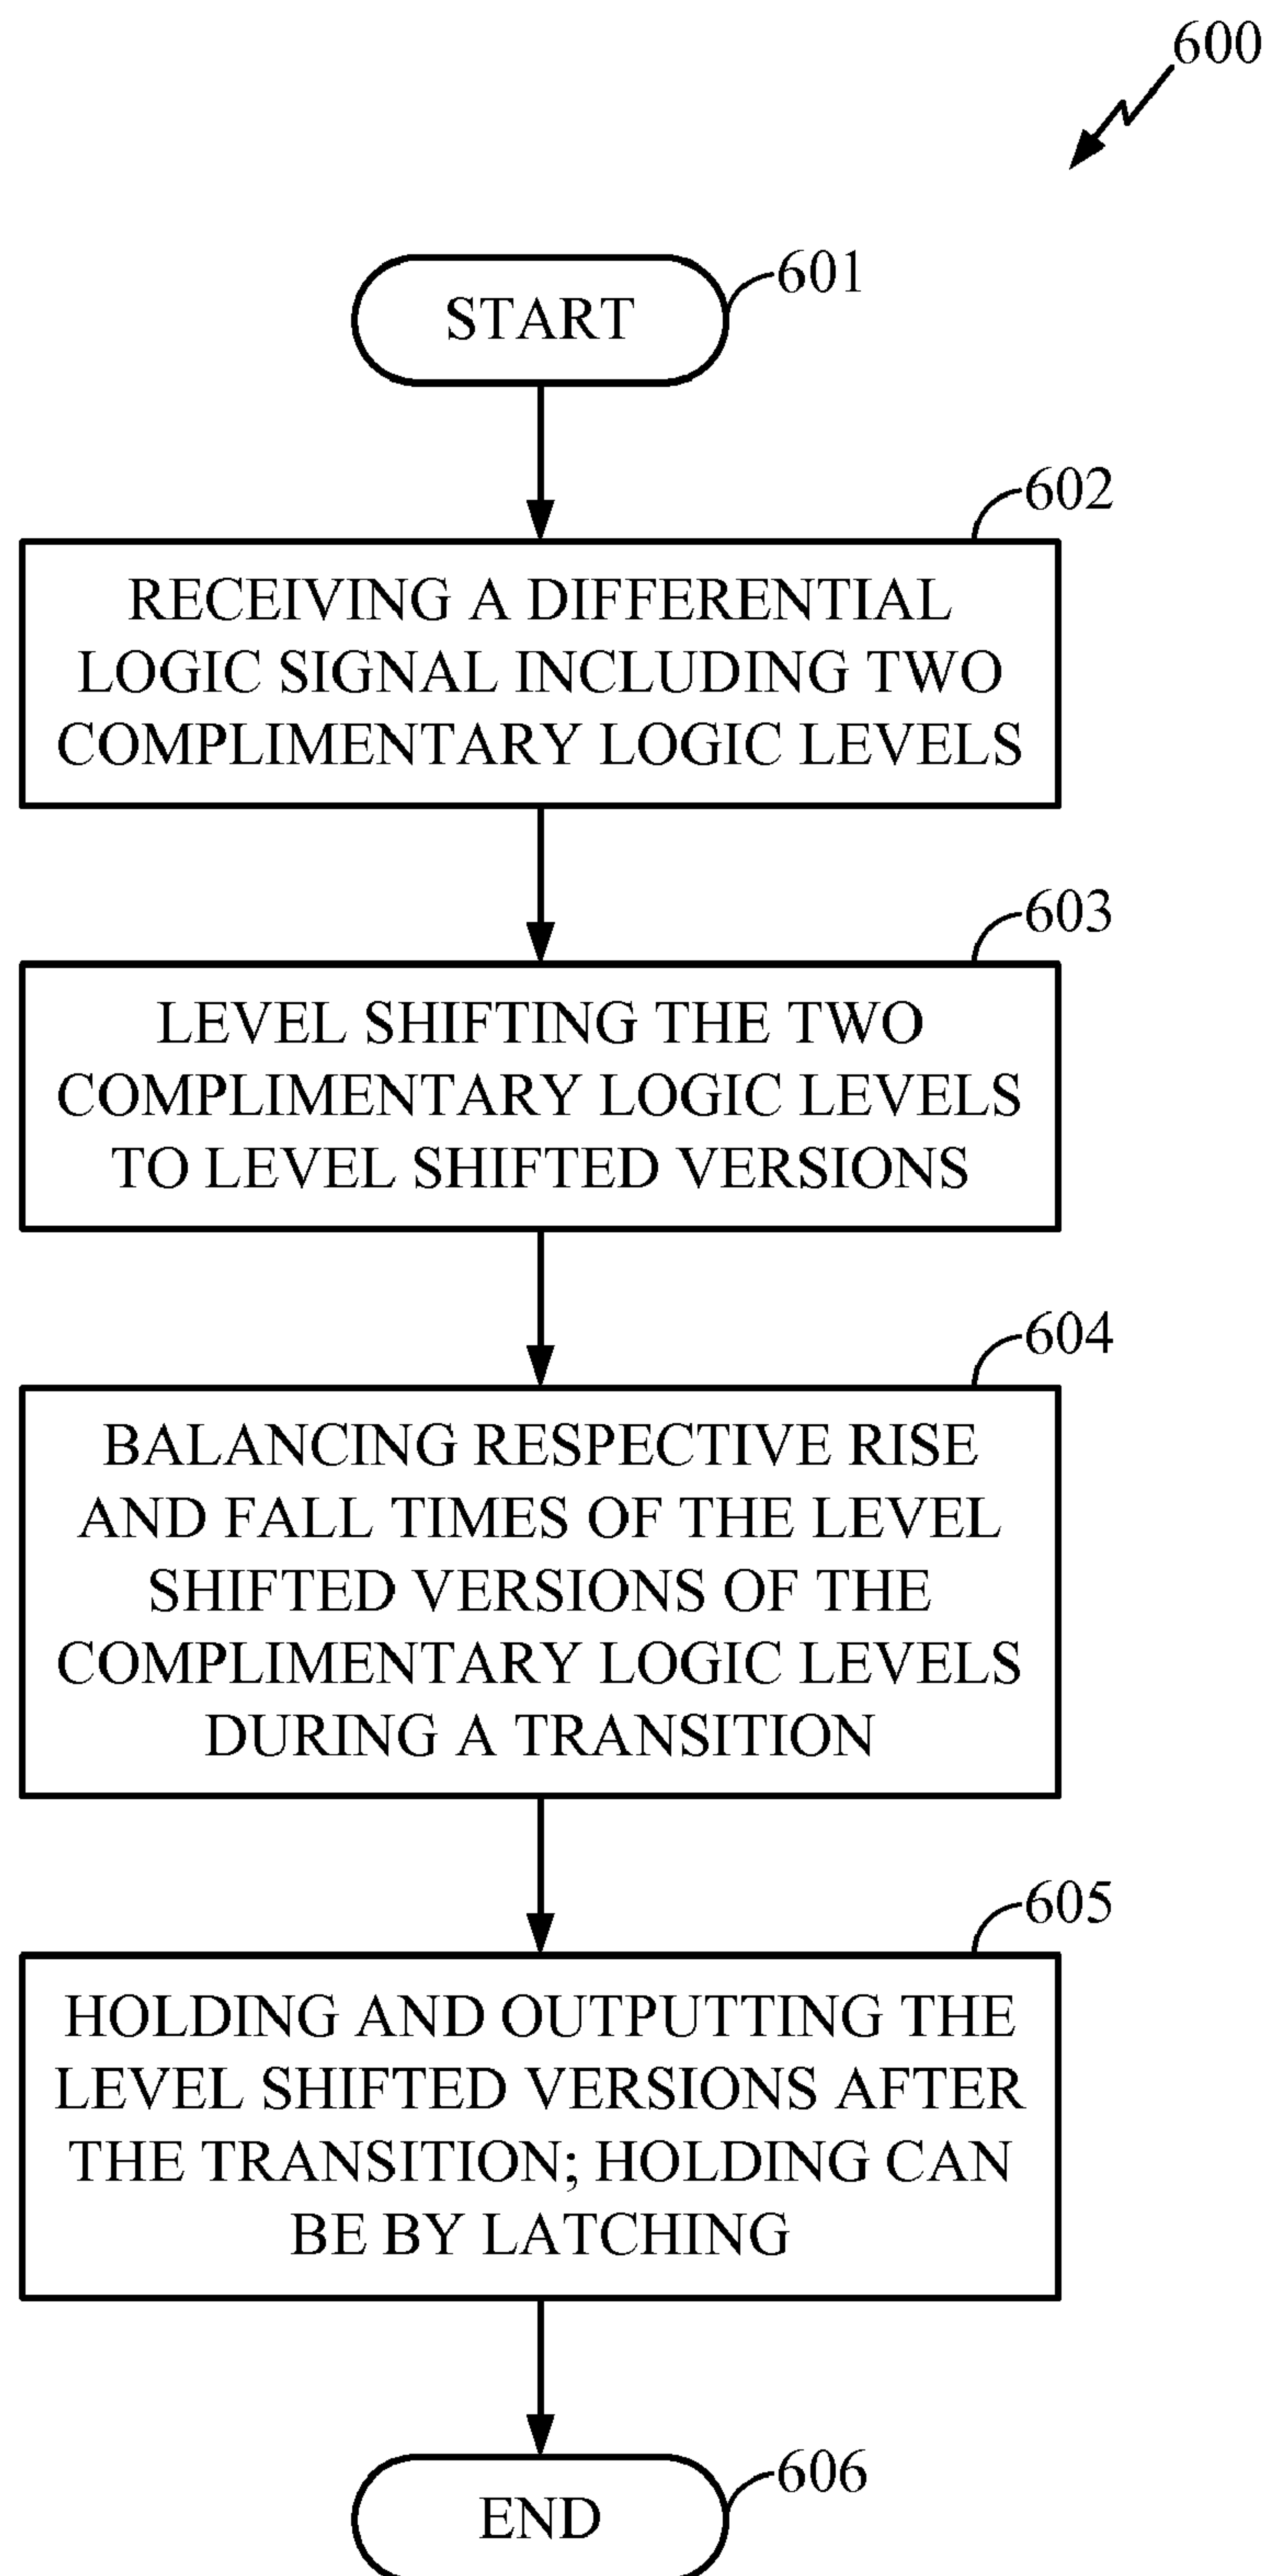 600
START
601
602
RECEIVING A DIFFERENTIAL
LOGIC SIGNAL INCLUDING TWO
COMPLIMENTARY LOGIC LEVELS
603
LEVEL SHIFTING THE TWO
COMPLIMENTARY LOGIC LEVELS
TO LEVEL SHIFTED VERSIONS
604
BALANCING RESPECTIVE RISE
AND FALL TIMES OF THE LEVEL
SHIFTED VERSIONS OF THE
COMPLIMENTARY LOGIC LEVELS
DURING A TRANSITION
605
HOLDING AND OUTPUTTING THE
LEVEL SHIFTED VERSIONS AFTER
THE TRANSITION; HOLDING CAN
BE BY LATCHING
606
END